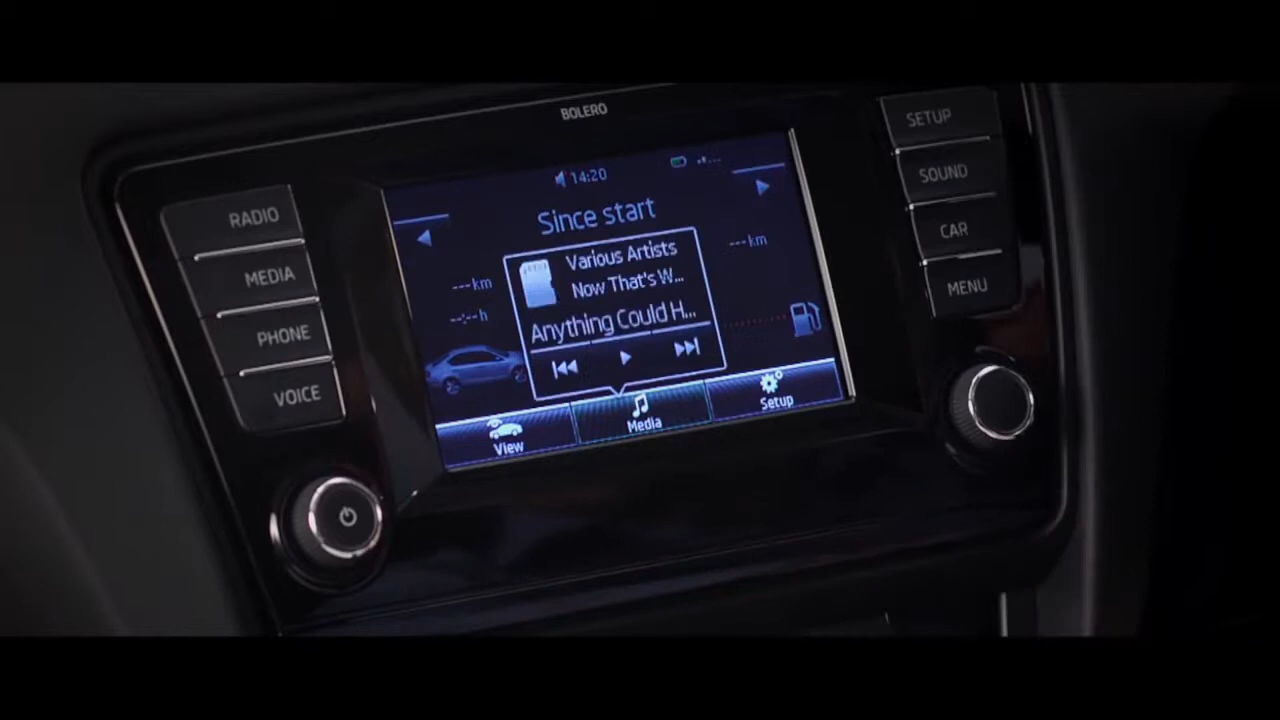 BOLERO
RADIO
MEDIA
PHONE
VOICE
14:20
Since start
---km
--:--h
---km
Various Artists
Now That's W...
Anything Could H...
View
Media
Setup
SETUP
SOUND
CAR
MENU